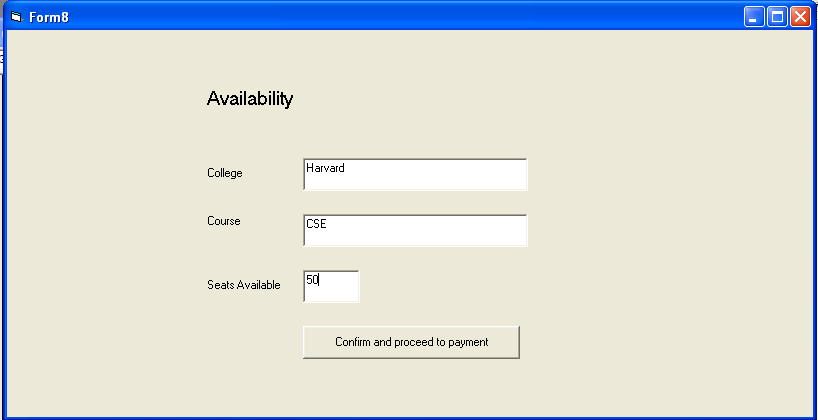 Form8
Availability
College
Harvard
Course
CSE
Seats Available
50
Confirm and proceed to payment